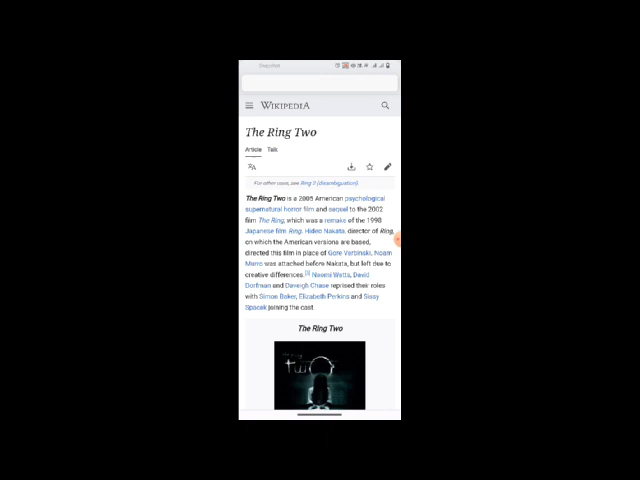 WIKIPEDIA
The Ring Two
Article Talk
For other uses, see Ring 2 (disambiguation).
The Ring Two is a 2005 American psychological
supernatural horror film and sequel to the 2002
film The Ring, which was a remake of the 1998
Japanese film Ring. Hideo Nakata, director of Ring,
on which the American versions are based,
directed this film in place of Gore Verbinski. Noam
Murro was attached before Nakata, but left due to
creative differences.
Naomi Watts, David
Dorfman and Daveigh Chase reprised their roles
with Simon Baker, Elizabeth Perkins and Sissy
Spacek joining the cast.
The Ring Two